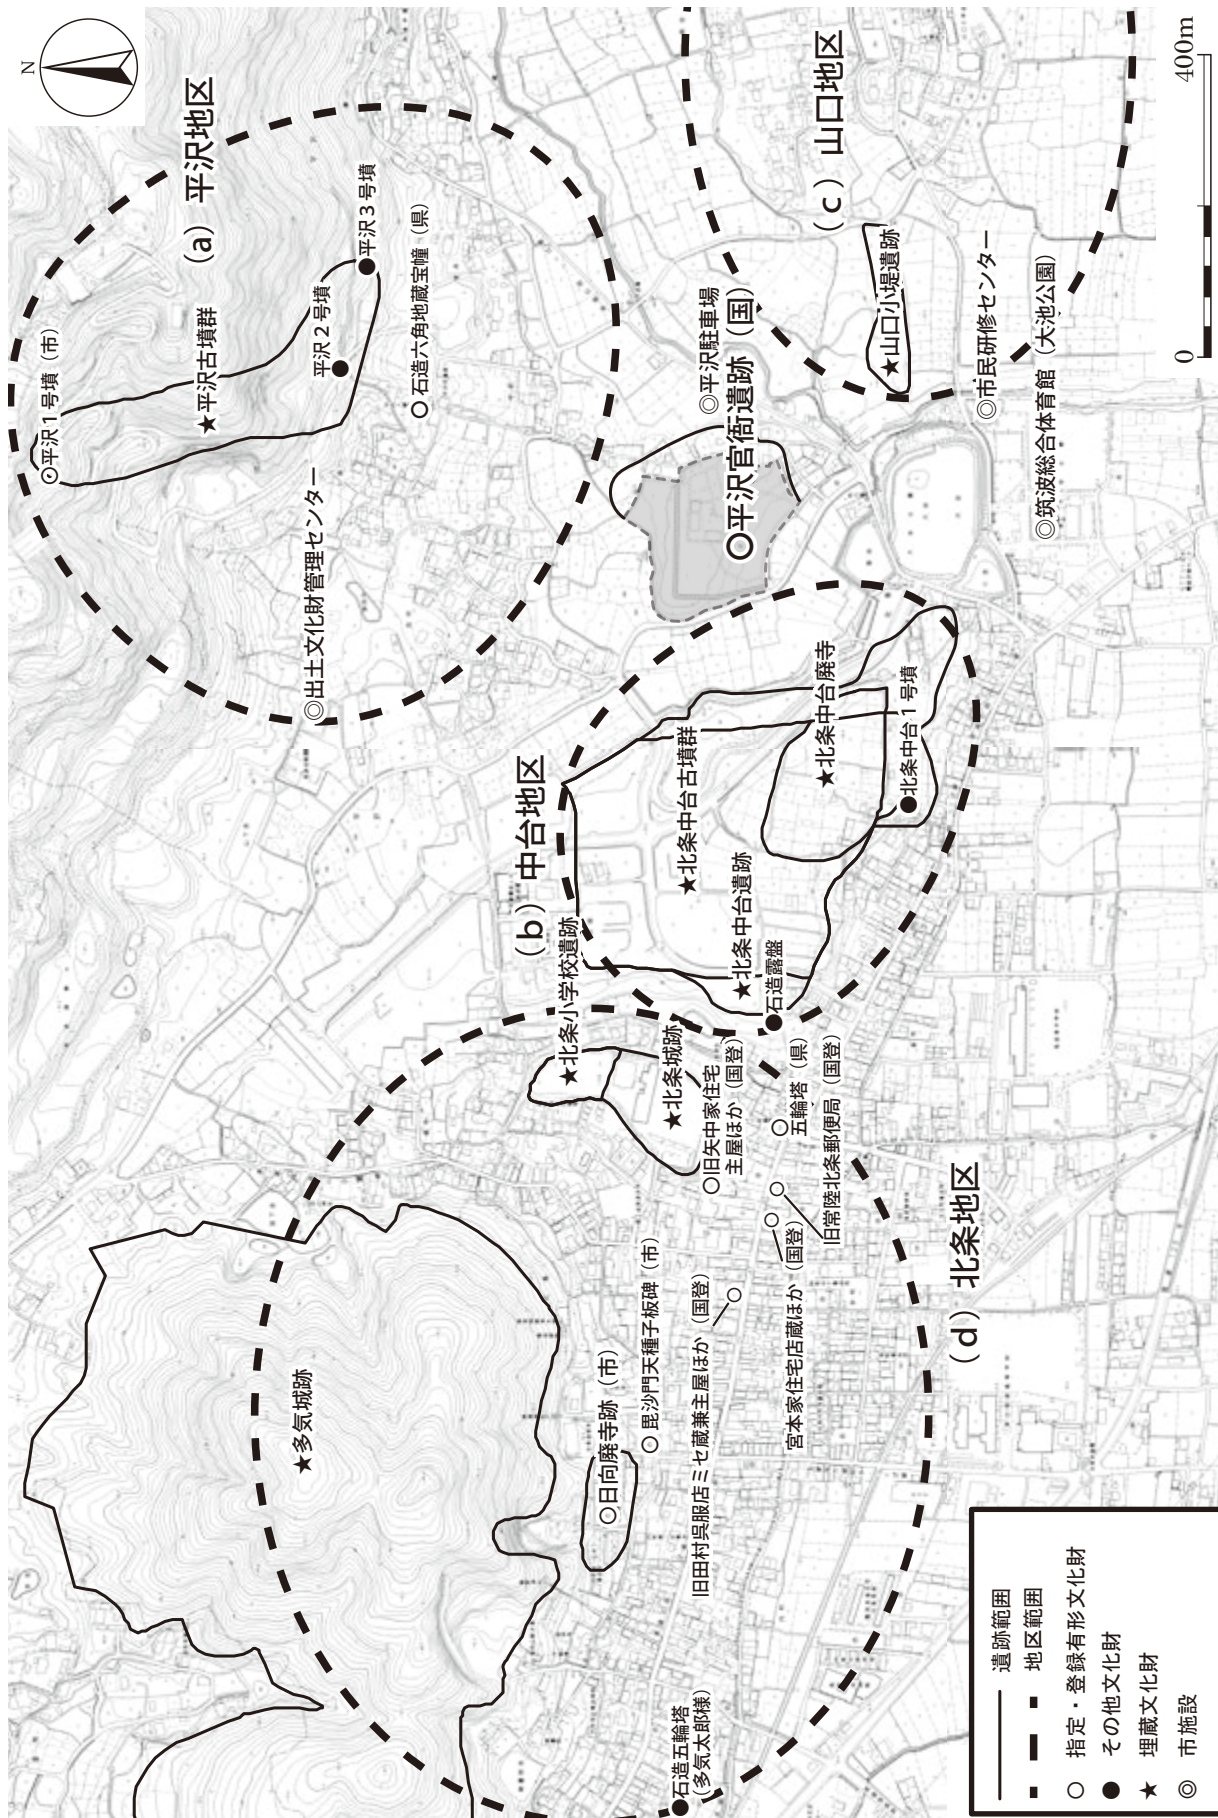 N
(a) 平沢地区
平沢1号墳（市）
★平沢古墳群
平沢2号墳
平沢3号墳
石造六角地蔵宝幢（県）
◎出土文化財管理センター
(b) 中台地区
★北条小学校遺跡
★北条中台古墳群
★北条中台遺跡
★北条中台廃寺
北条中台1号墳
石造露盤
◎平沢駐車場
平沢官衙遺跡（国）
(c) 山口地区
★山口小堤遺跡
◎市民研修センター
◎筑波総合体育館（大池公園）
★北条城跡
旧矢中家住宅
主屋ほか（国登）
五輪塔（県）
旧常陸北条郵便局（国登）
宮本家住宅店蔵ほか（国登）
旧田村呉服店ミセ蔵兼主屋ほか（国登）
毘沙門天種子板碑（市）
日向廃寺跡（市）
★多気城跡
石造五輪塔
（多気太郎様）
(d) 北条地区
0 400m
遺跡範囲
地区範囲
○ 指定・登録有形文化財
● その他文化財
★ 埋蔵文化財
◎ 市施設